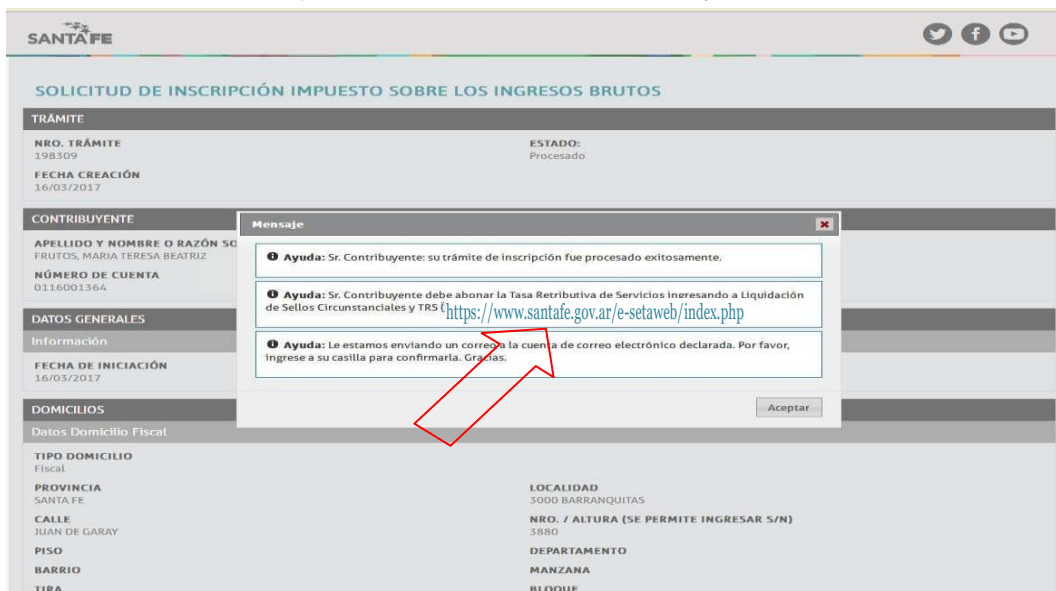 SANTA FE
SOLICITUD DE INSCRIPCIÓN IMPUESTO SOBRE LOS INGRESOS BRUTOS
TRÁMITE
NRO. TRÁMITE
198309
ESTADO:
Procesado
FECHA CREACIÓN
16/03/2017
CONTRIBUYENTE
APELLIDO Y NOMBRE O RAZÓN SO
FRUTOS, MARIA TERESA BEATRIZ
NÚMERO DE CUENTA
0116001364
DATOS GENERALES
Información
FECHA DE INICIACIÓN
16/03/2017
Mensaje
Ayuda: Sr. Contribuyente: su trámite de inscripción fue procesado exitosamente.
Ayuda: Sr. Contribuyente debe abonar la Tasa Retributiva de Servicios ingresando a Liquidación
de Sellos Circunstanciales y TRS (https://www.santafe.gov.ar/e-setaweb/index.php
Ayuda: Le estamos enviando un correo a la cuenta de correo electrónico declarada. Por favor,
ingrese a su casilla para confirmarla. Gracias.
Aceptar
DOMICILIOS
Datos Domicilio Fiscal
TIPO DOMICILIO
Fiscal
PROVINCIA
SANTA FE
LOCALIDAD
3000 BARRANQUITAS
CALLE
JUAN DE GARAY
NRO. / ALTURA (SE PERMITE INGRESAR S/N)
3880
PISO
DEPARTAMENTO
BARRIO
MANZANA
TIRA
BLOQUE